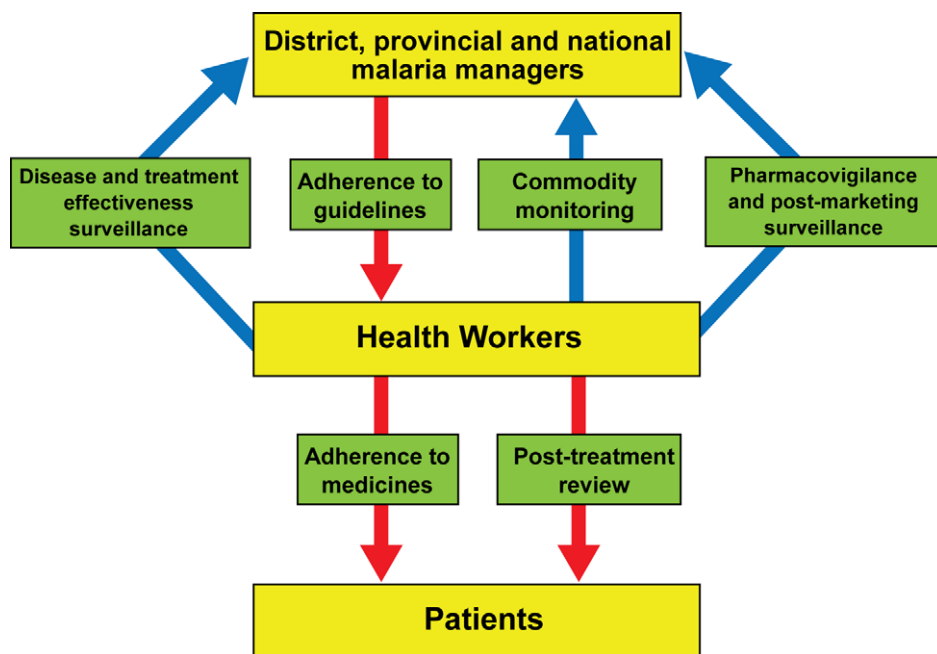 District, provincial and national
malaria managers
Disease and treatment
effectiveness
surveillance
Adherence to
guidelines
Commodity
monitoring
Pharmacovigilance
and post-marketing
surveillance
Health Workers
Adherence to
medicines
Post-treatment
review
Patients